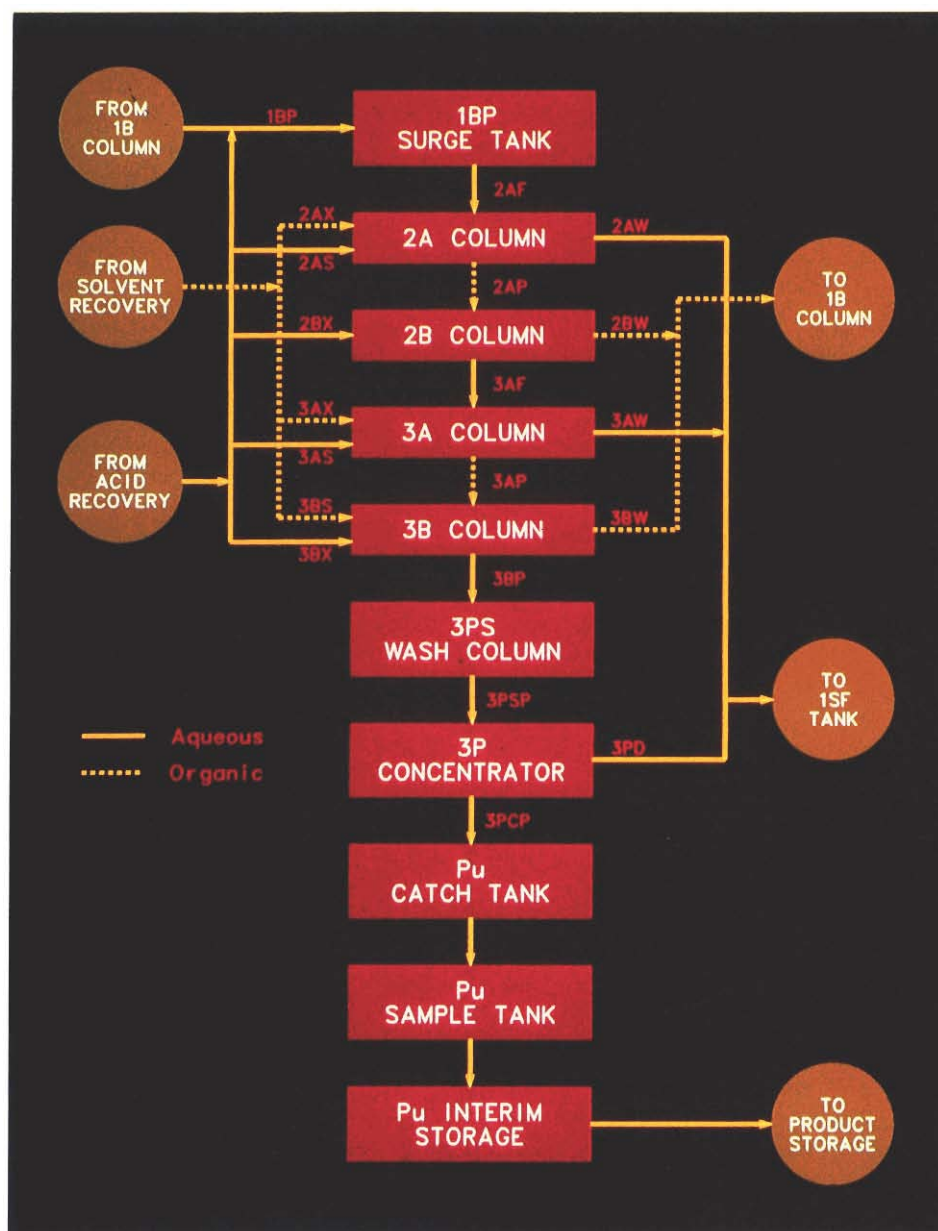 FROM
1B
COLUMN
1BP
1BP
SURGE TANK
2AF
2AX
2A COLUMN
2AW
FROM
SOLVENT
RECOVERY
2AS
2AP
TO
1B
COLUMN
2BX
2B COLUMN
2BW
3AF
3AX
3A COLUMN
3AW
FROM
ACID
RECOVERY
3AS
3AP
3BS
3B COLUMN
3BW
3BX
3BP
3PS
WASH COLUMN
TO
1SF
TANK
3PSP
Aqueous
Organic
3P
CONCENTRATOR
3PD
3PCP
Pu
CATCH TANK
Pu
SAMPLE TANK
Pu INTERIM
STORAGE
TO
PRODUCT
STORAGE